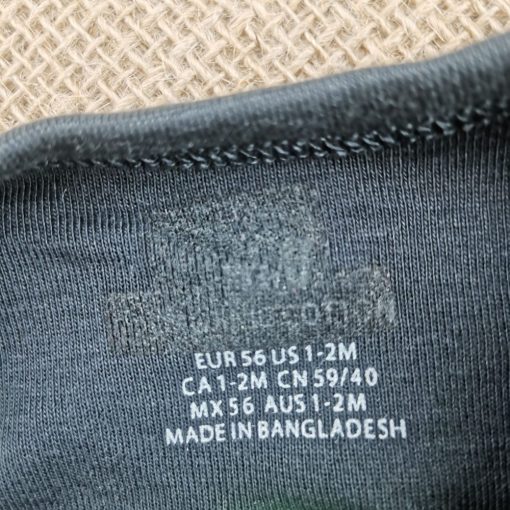 EUR 56 US 1-2M
CA 1-2M CN 59/40
MX 56 AUS 1-2M
MADE IN BANGLADESH